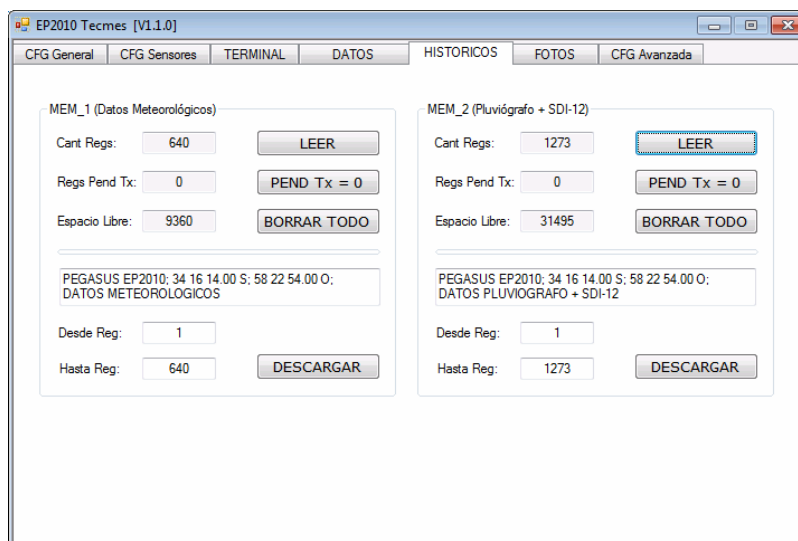 EP2010 Tecmes [V1.1.0]
CFG General CFG Sensores TERMINAL DATOS HISTORICOS FOTOS CFG Avanzada
MEM_1 (Datos Meteorológicos)
Cant Regs: 640 LEER
Regs Pend Tx: 0 PEND Tx = 0
Espacio Libre: 9360 BORRAR TODO
PEGASUS EP2010; 34 16 14.00 S; 58 22 54.00 O;
DATOS METEOROLOGICOS
Desde Reg: 1
Hasta Reg: 640 DESCARGAR
MEM_2 (Pluviógrafo + SDI-12)
Cant Regs: 1273 LEER
Regs Pend Tx: 0 PEND Tx = 0
Espacio Libre: 31495 BORRAR TODO
PEGASUS EP2010; 34 16 14.00 S; 58 22 54.00 O;
DATOS PLUVIOGRAFO + SDI-12
Desde Reg: 1
Hasta Reg: 1273 DESCARGAR